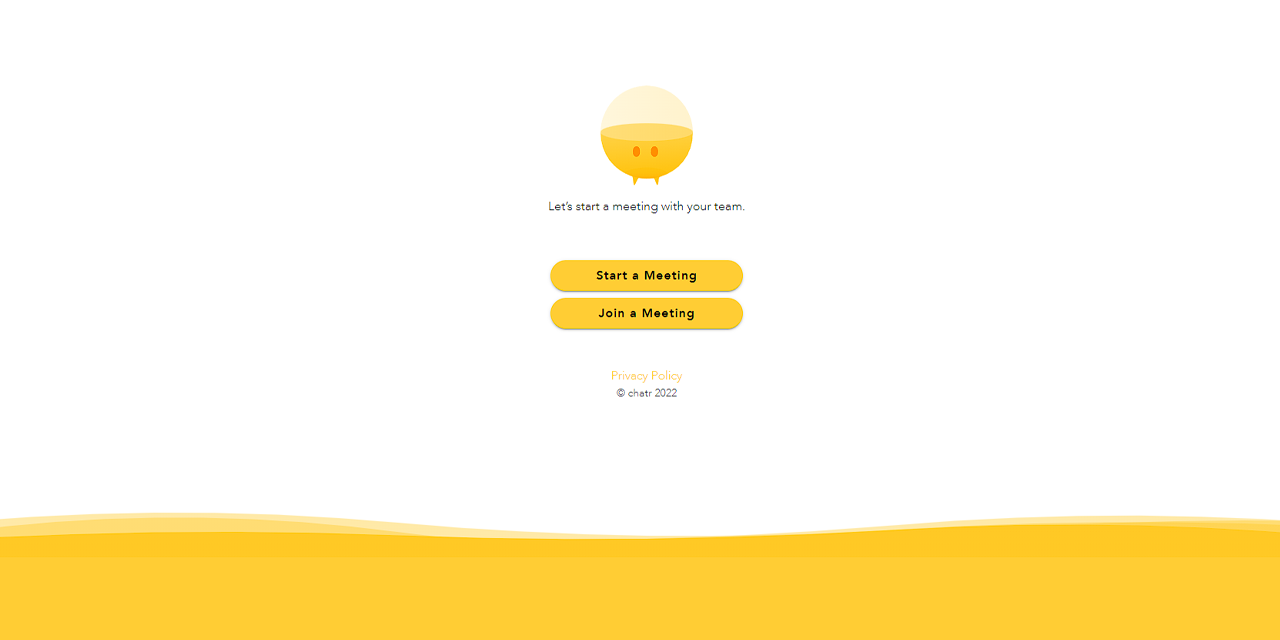 Let's start a meeting with your team.
Start a Meeting
Join a Meeting
Privacy Policy
© chatr 2022